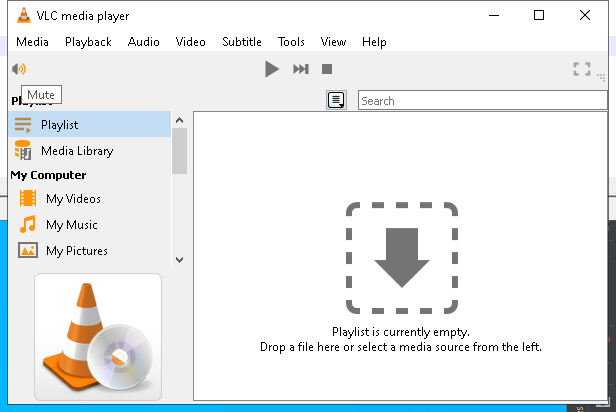 VLC media player
Media Playback Audio Video Subtitle Tools View Help
Mute
Search
Playlist
Media Library
My Computer
My Videos
My Music
My Pictures
Playlist is currently empty.
Drop a file here or select a media source from the left.